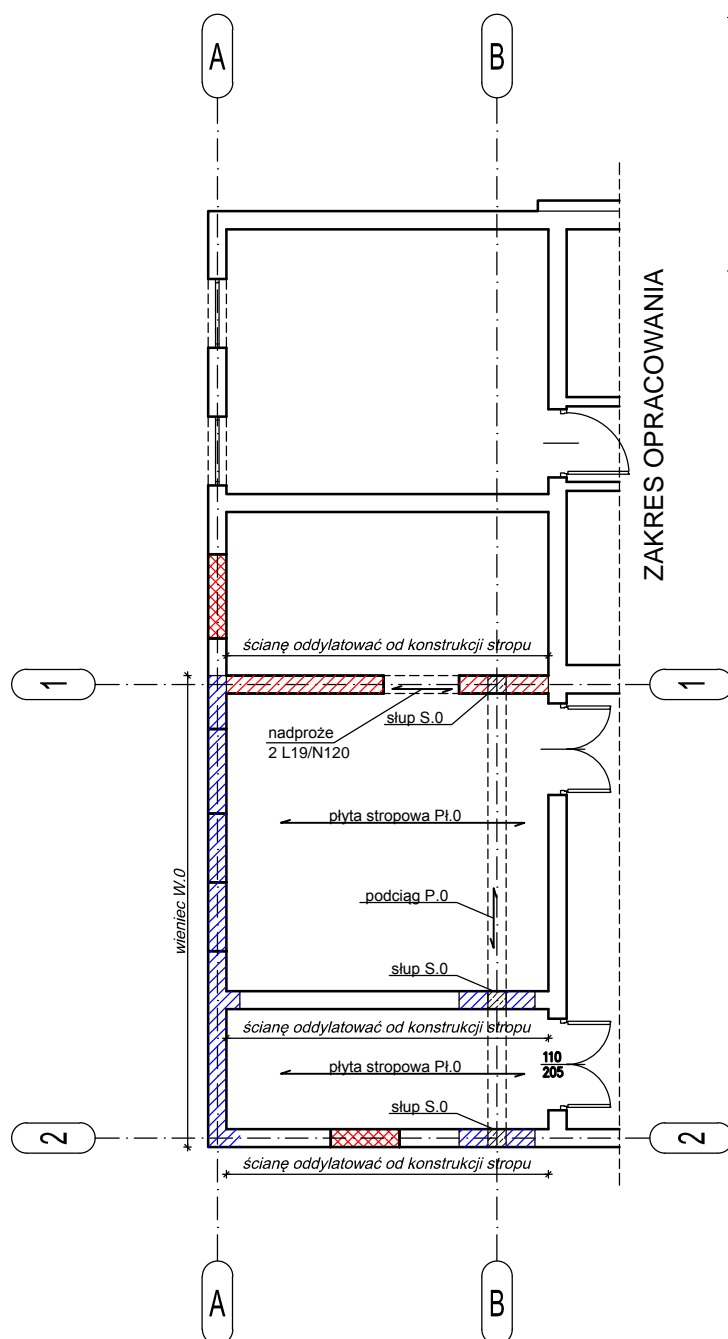 A
B
ZAKRES OPRACOWANIA
ścianę oddylatować od konstrukcji stropu
1
1
nadproże
2 L19/N120
słup S.0
płyta stropowa Pł.0
podciąg P.0
wieniec W.0
słup S.0
ścianę oddylatować od konstrukcji stropu
płyta stropowa Pł.0
110
205
słup S.0
2
2
ścianę oddylatować od konstrukcji stropu
A
B